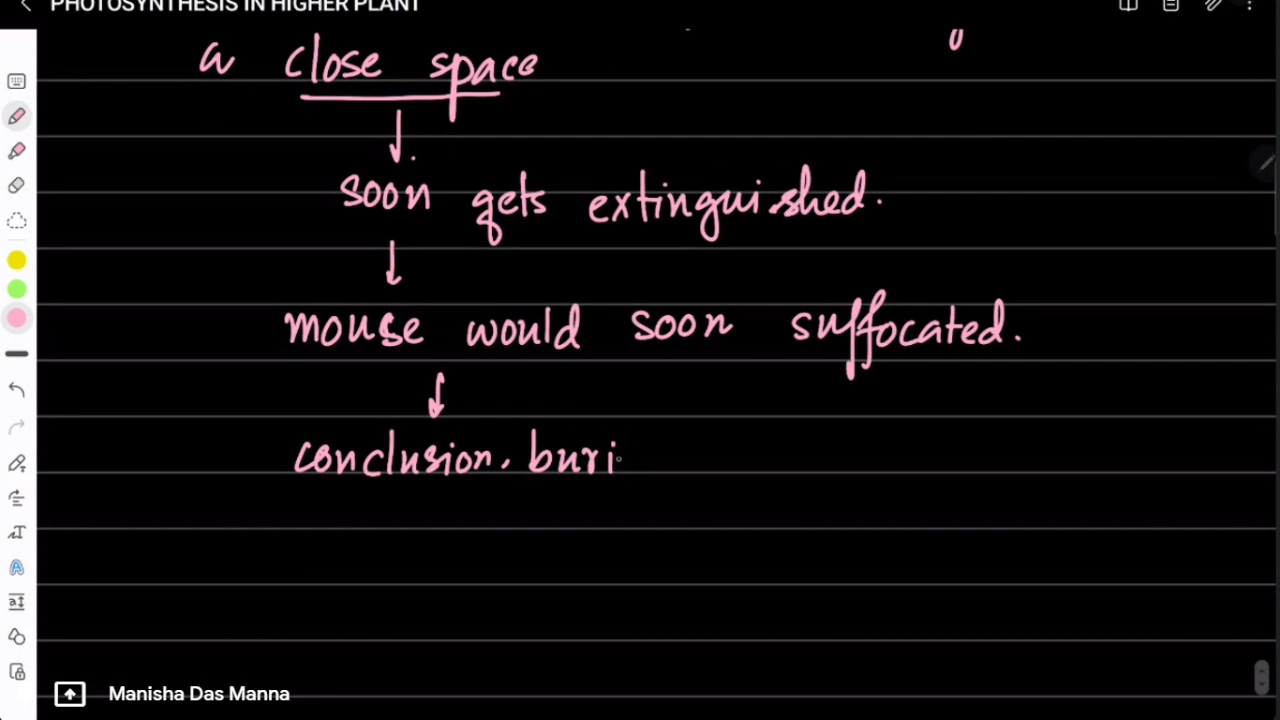 PHOTOSYNTHESIS IN HIGHER PLANT
a close space
soon gets extinguished.
mouse would soon suffocated.
conclusion. buri
Manisha Das Manna